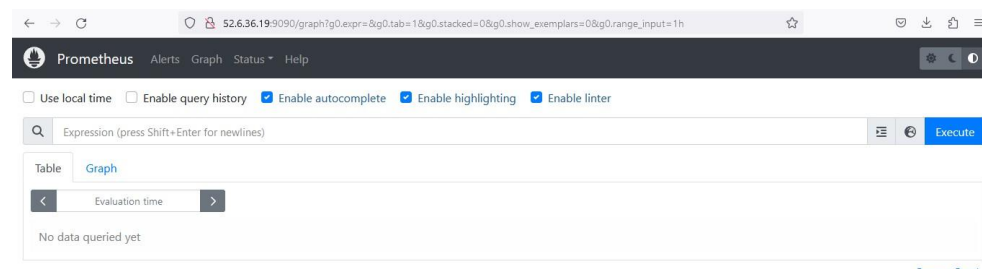 52.6.36.19:9090/graph?g0.expr=&g0.tab=1&g0.stacked=0&g0.show_exemplars=0&g0.range_input=1h
Prometheus Alerts Graph Status Help
Use local time Enable query history Enable autocomplete Enable highlighting Enable linter
Expression (press Shift+Enter for newlines) Execute
Table Graph
Evaluation time
No data queried yet